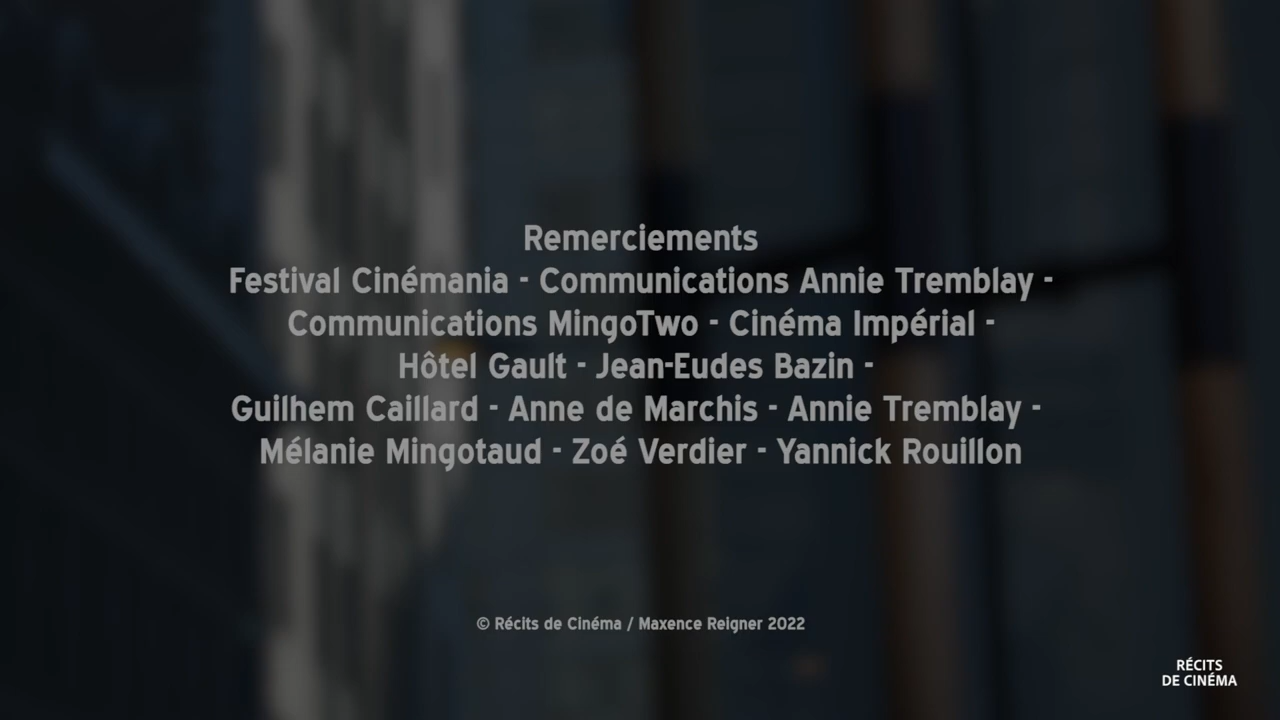 Remerciements
Festival Cinémania - Communications Annie Tremblay -
Communications MingoTwo - Cinéma Impérial -
Hôtel Gault - Jean-Eudes Bazin -
Guilhem Caillard - Anne de Marchis - Annie Tremblay -
Mélanie Mingotaud - Zoé Verdier - Yannick Rouillon
© Récits de Cinéma / Maxence Reigner 2022
RÉCITS
DE CINÉMA